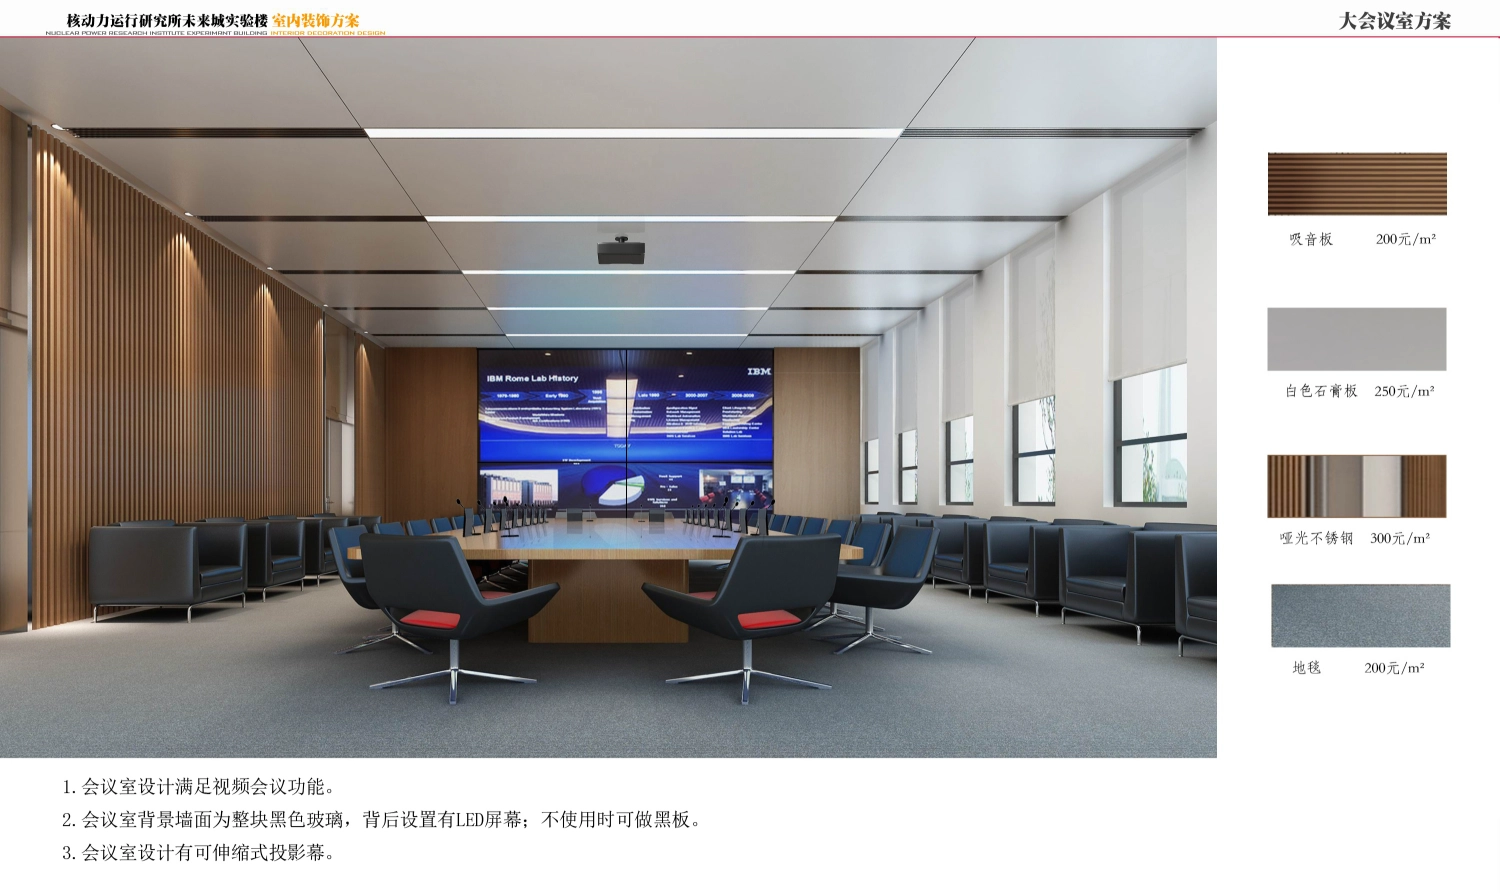 核动力运行研究所未来城实验楼 室内装饰方案
NUCLEAR POWER RESEARCH INSTITUTE EXPERIMRNT BUILDING INTERIOR DECORATION DESIGN
大会议室方案
IBM Rome Lab History
IBM
吸音板 200元/m²
白色石膏板 250元/m²
哑光不锈钢 300元/m²
地毯 200元/m²
1. 会议室设计满足视频会议功能。
2. 会议室背景墙面为整块黑色玻璃，背后设置有LED屏幕；不使用时可做黑板。
3. 会议室设计有可伸缩式投影幕。